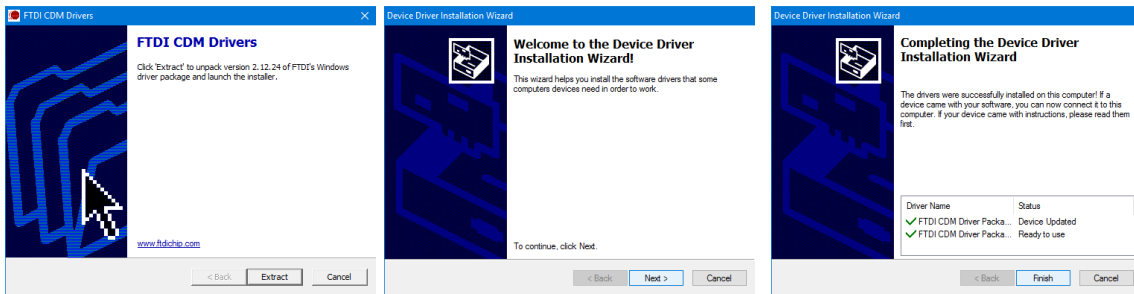 FTDI CDM Drivers
FTDI CDM Drivers
Click 'Extract' to unpack version 2.12.24 of FTDI's Windows
driver package and launch the installer.
www.ftdichip.com
< Back
Extract
Cancel
Device Driver Installation Wizard
Welcome to the Device Driver
Installation Wizard!
This wizard helps you install the software drivers that some
computers devices need in order to work.
To continue, click Next.
< Back
Next >
Cancel
Device Driver Installation Wizard
Completing the Device Driver
Installation Wizard
The drivers were successfully installed on this computer! If a
device came with your software, you can now connect it to this
computer. If your device came with instructions, please read them
first.
Driver Name Status
FTDI CDM Driver Packa... Device Updated
FTDI CDM Driver Packa... Ready to use
< Back
Finish
Cancel